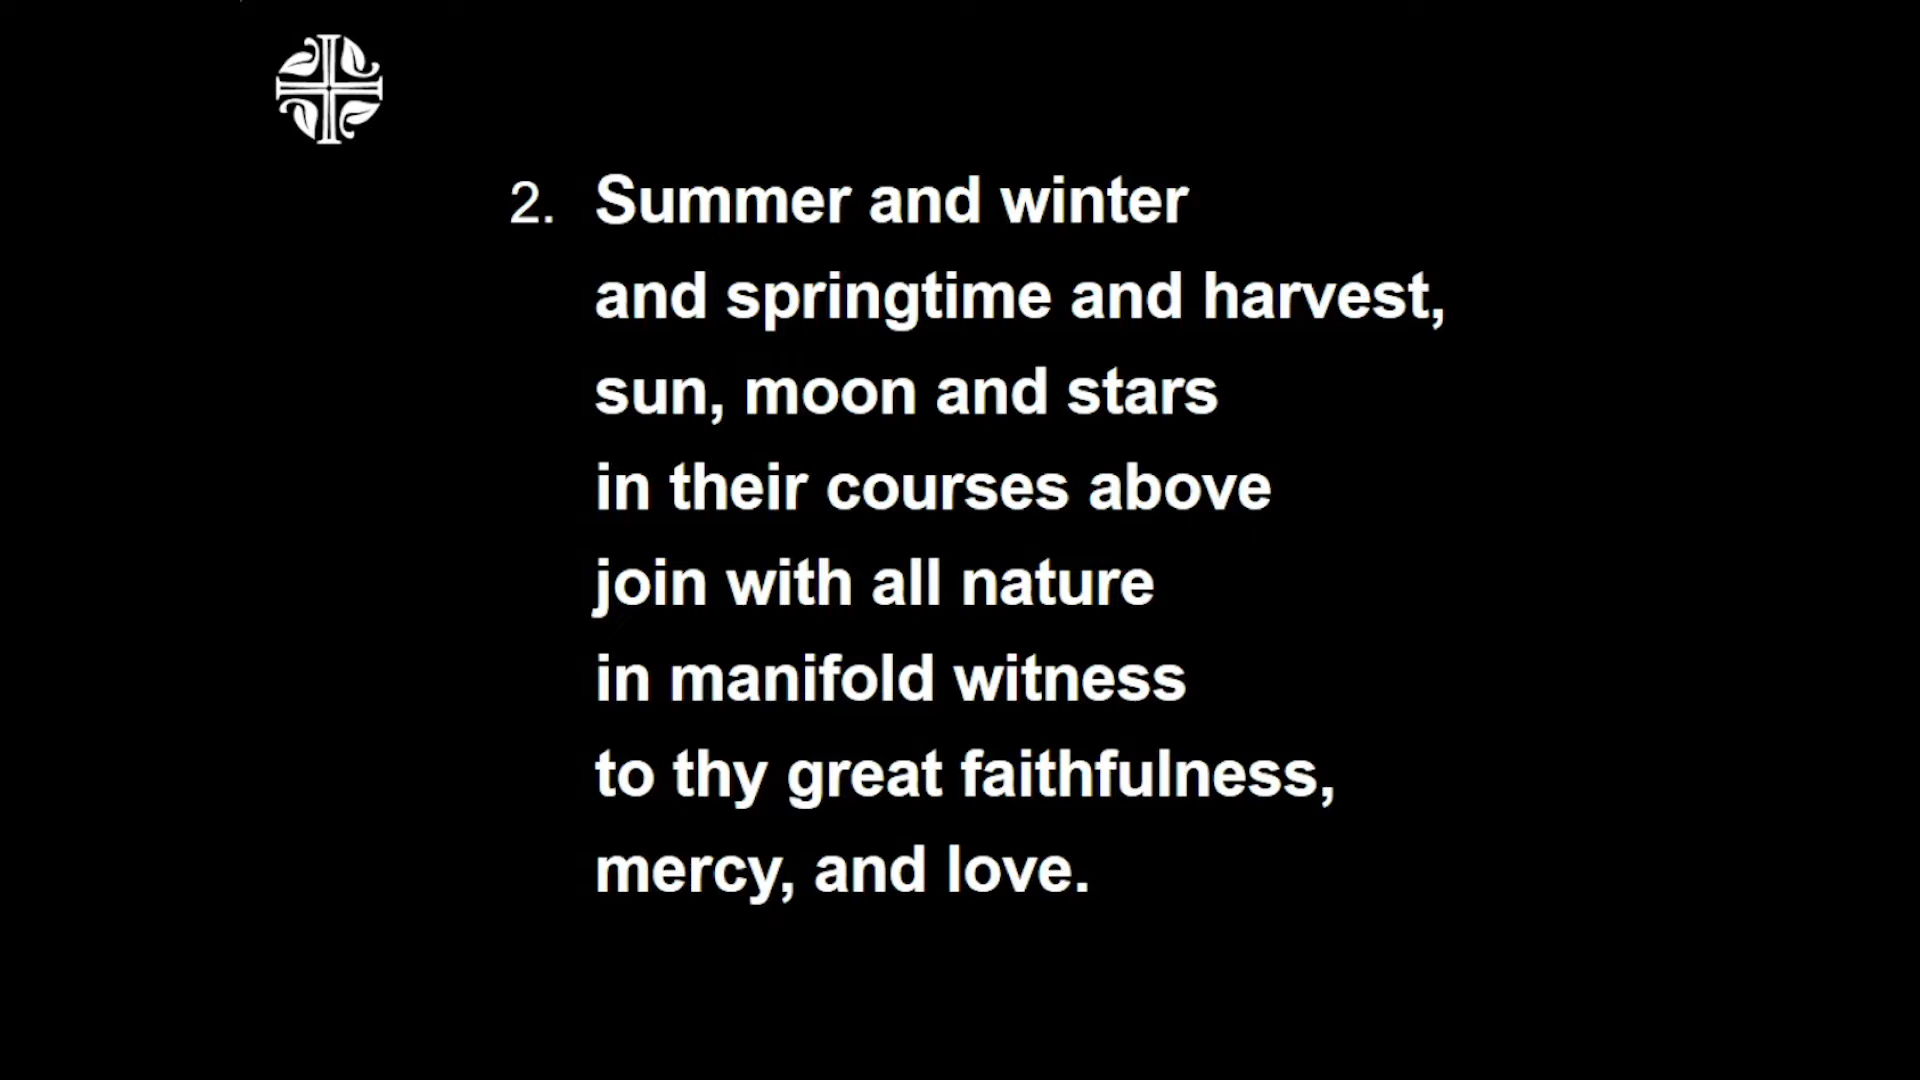 2. Summer and winter
and springtime and harvest,
sun, moon and stars
in their courses above
join with all nature
in manifold witness
to thy great faithfulness,
mercy, and love.